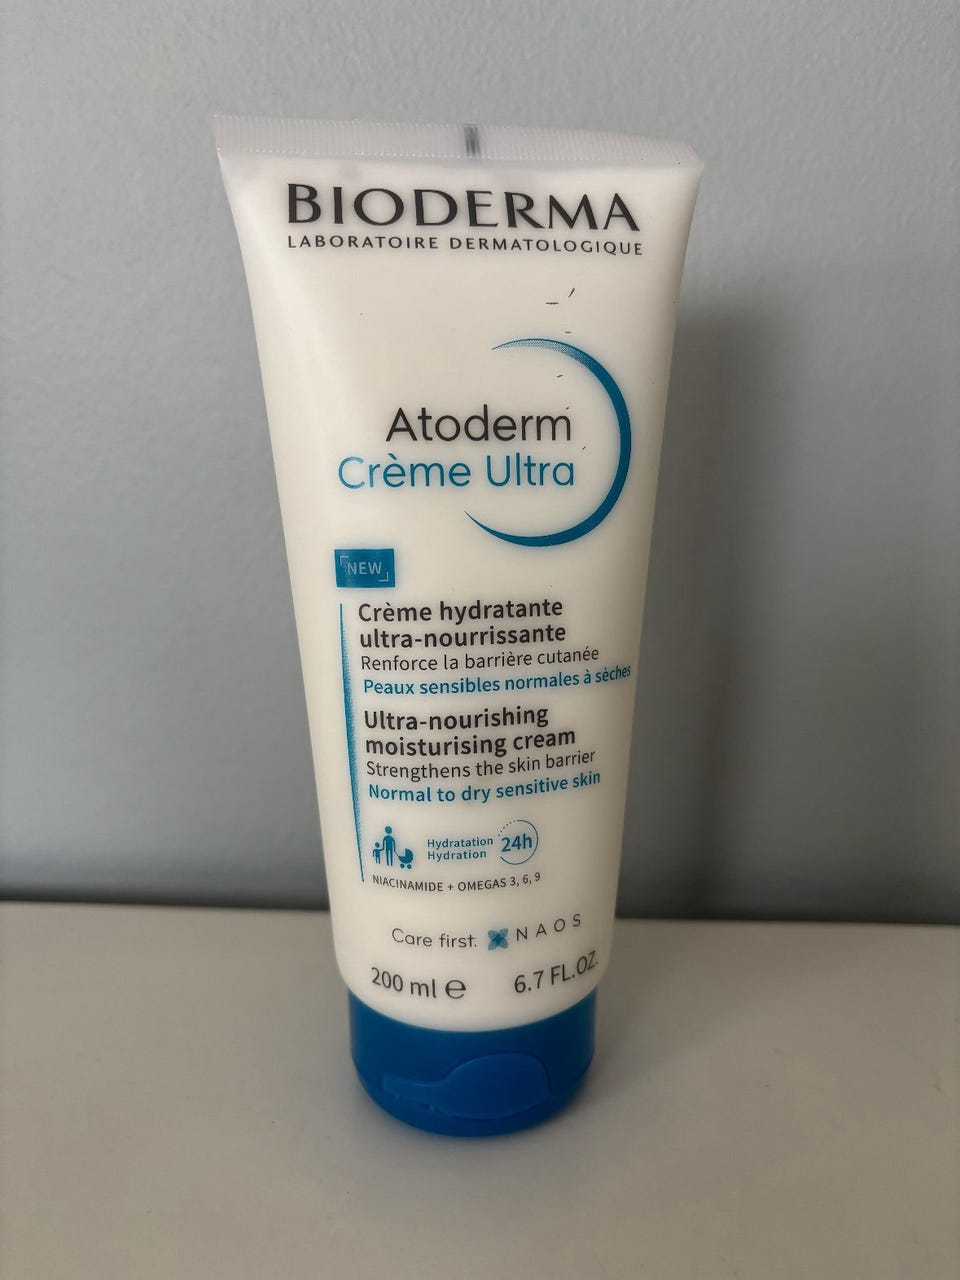 BIODERMA
LABORATOIRE DERMATOLOGIQUE
Atoderm
Crème Ultra
NEW
Crème hydratante
ultra-nourrissante
Renforce la barrière cutanée
Peaux sensibles normales à sèches
Ultra-nourishing
moisturising cream
Strengthens the skin barrier
Normal to dry sensitive skin
Hydratation
Hydration
24h
NIACINAMIDE + OMEGAS 3, 6, 9
Care first. NAOS
200 ml ℮ 6.7 FL.OZ.